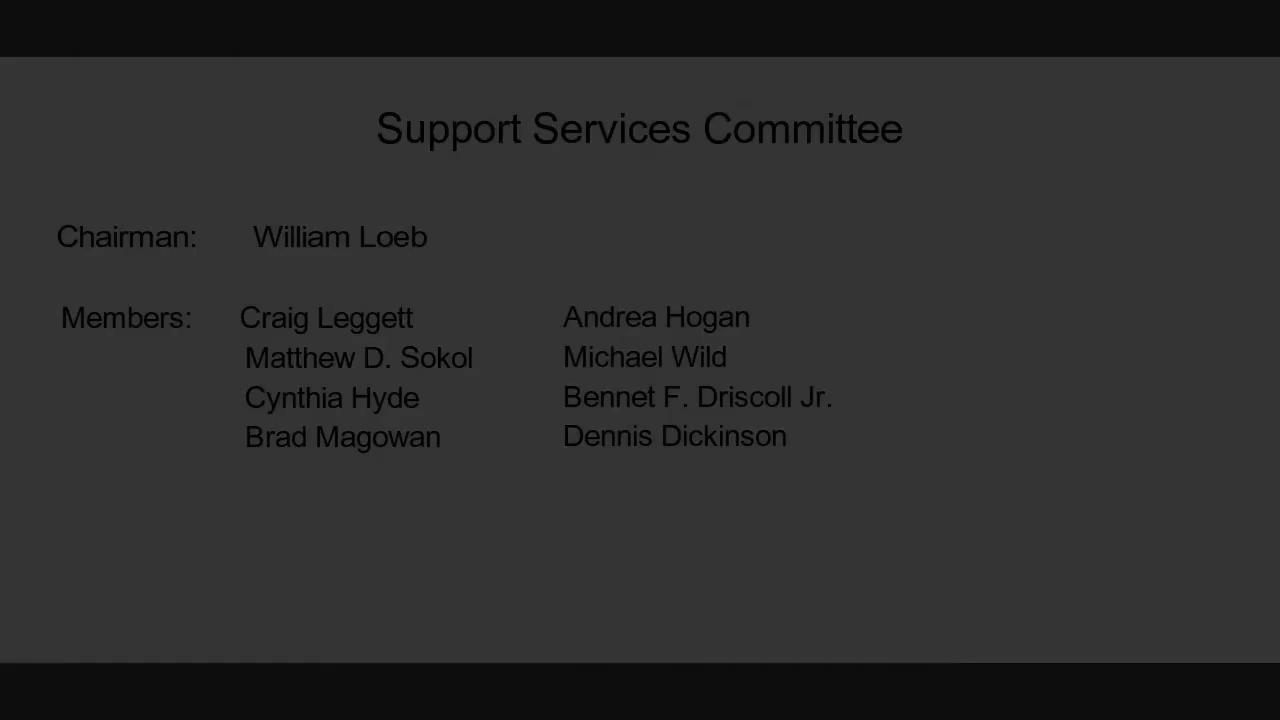 Support Services Committee
Chairman: William Loeb
Members: Craig Leggett Andrea Hogan
Matthew D. Sokol Michael Wild
Cynthia Hyde Bennet F. Driscoll Jr.
Brad Magowan Dennis Dickinson